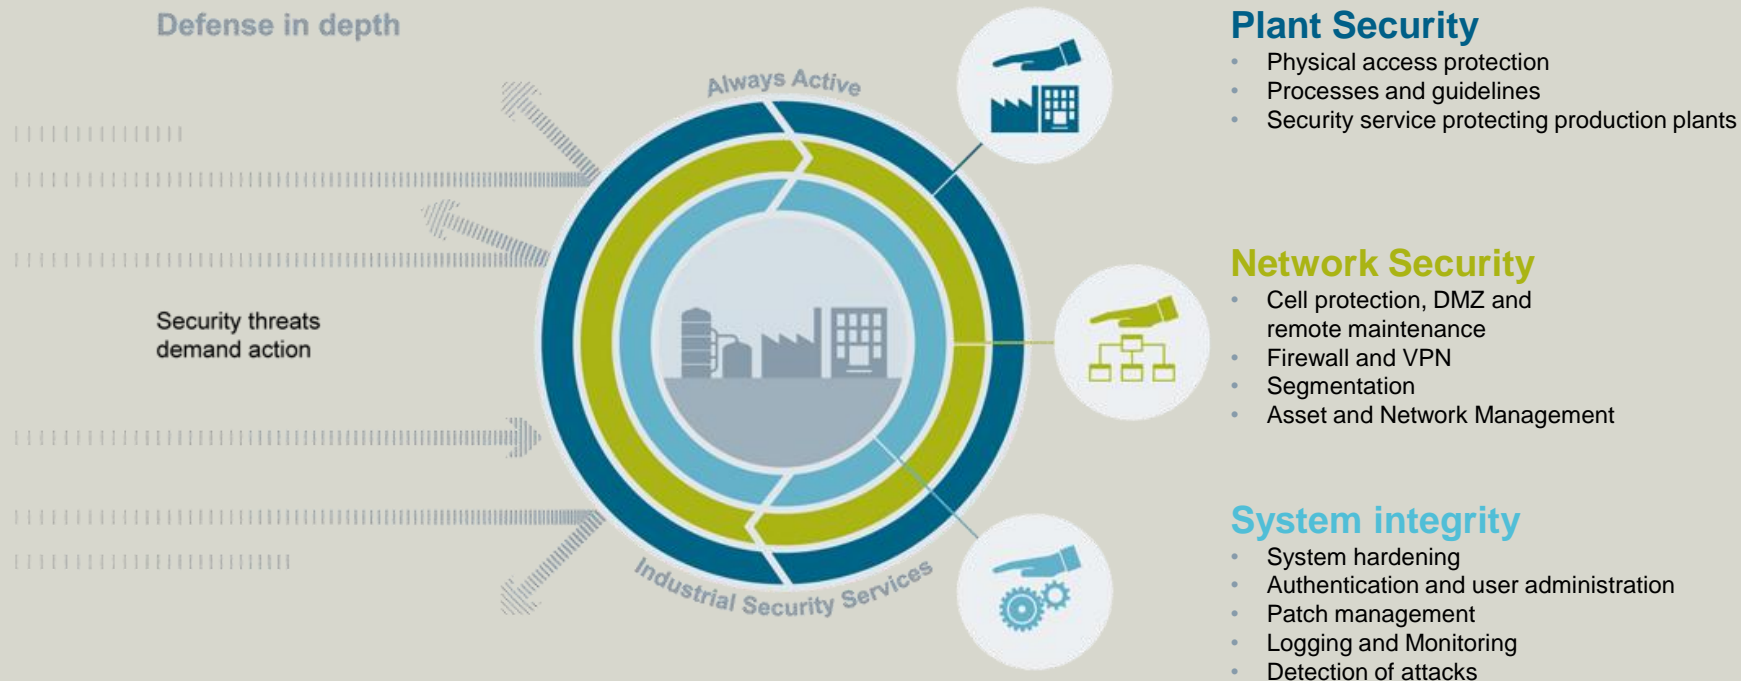 Defense in depth
Always Active
Security threats
demand action
Industrial Security Services
Plant Security
• Physical access protection
• Processes and guidelines
• Security service protecting production plants
Network Security
• Cell protection, DMZ and
remote maintenance
• Firewall and VPN
• Segmentation
• Asset and Network Management
System integrity
• System hardening
• Authentication and user administration
• Patch management
• Logging and Monitoring
• Detection of attacks